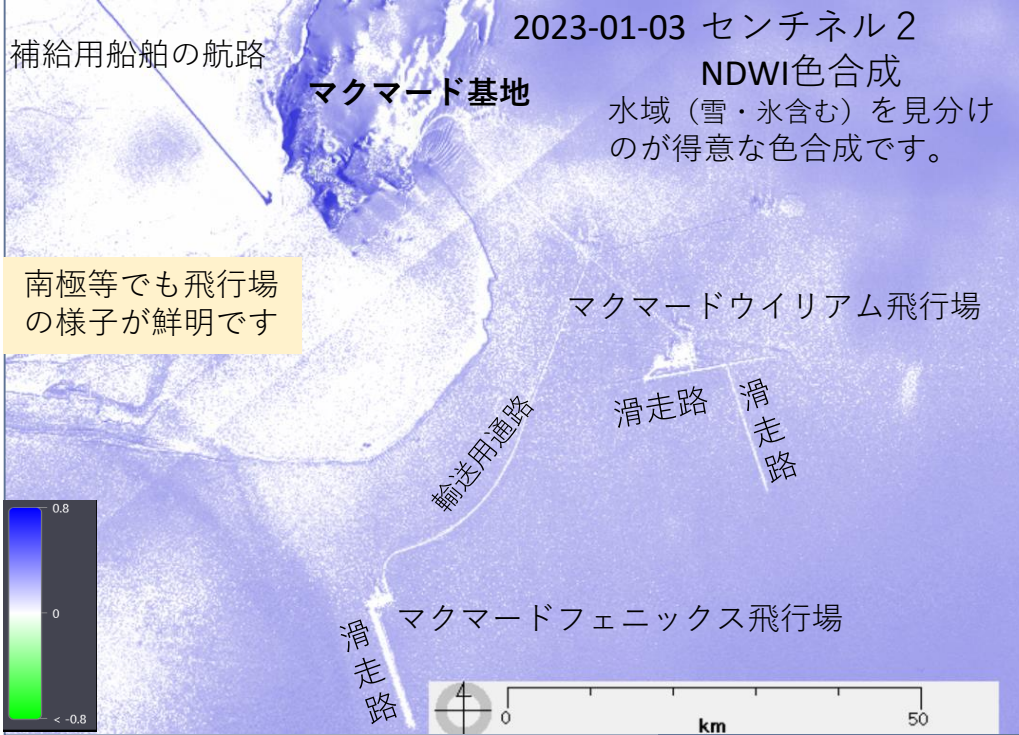 2023-01-03 センチネル２
NDWI色合成
水域（雪・氷含む）を見分け
のが得意な色合成です。
補給用船舶の航路
マクマード基地
南極等でも飛行場
の様子が鮮明です
マクマードウイリアム飛行場
滑走路
滑走路
輸送用通路
マクマードフェニックス飛行場
滑走路
0.8
0
< -0.8
0
50
km